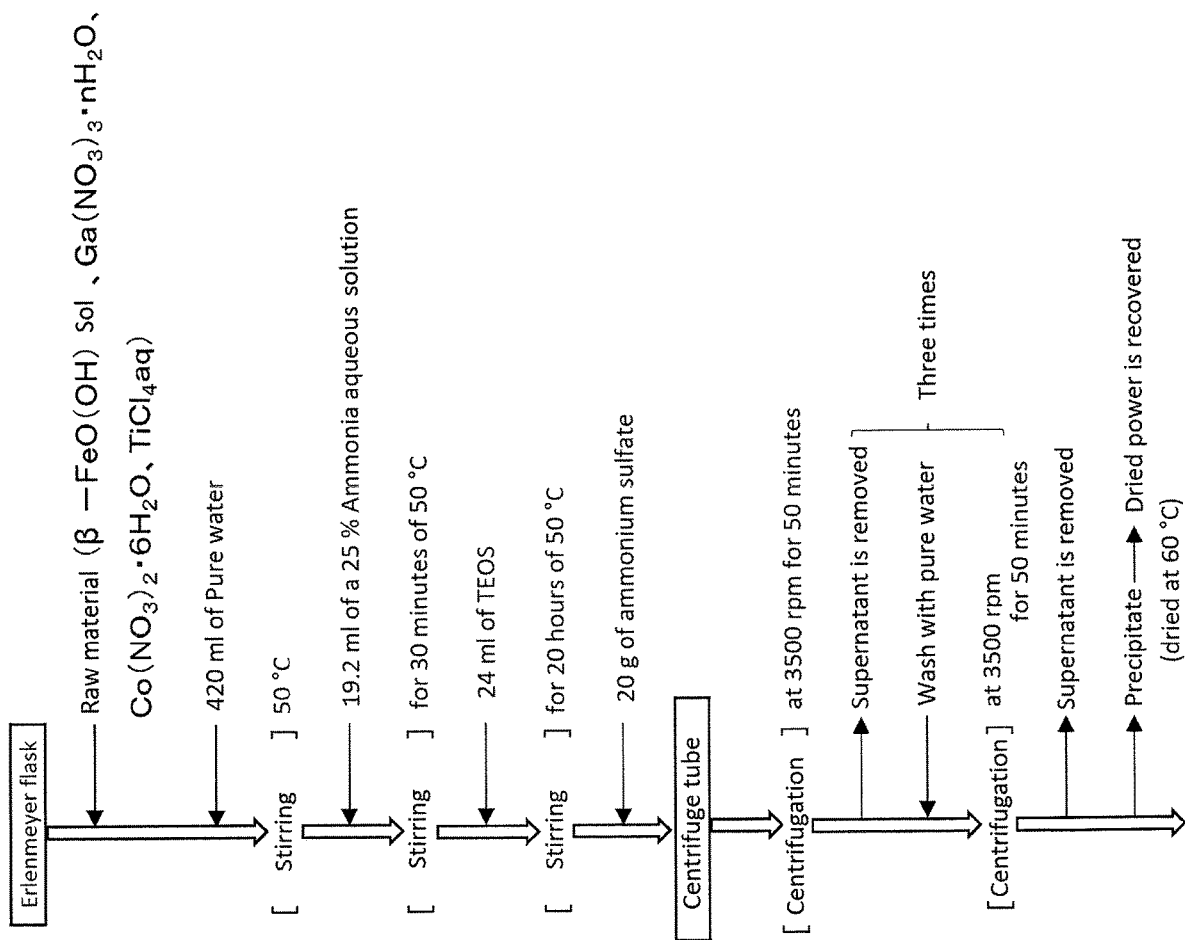 Erlenmeyer flask
Raw material (β －FeO(OH) Sol 、Ga(NO₃)₃・nH₂O、
Co(NO₃)₂・6H₂O、TiCl₄aq)
420 ml of Pure water
[ Stirring ] 50 °C
19.2 ml of a 25 % Ammonia aqueous solution
[ Stirring ] for 30 minutes of 50 °C
24 ml of TEOS
[ Stirring ] for 20 hours of 50 °C
20 g of ammonium sulfate
Centrifuge tube
[ Centrifugation ] at 3500 rpm for 50 minutes
Supernatant is removed
Wash with pure water
Three times
[Centrifugation] at 3500 rpm
for 50 minutes
Supernatant is removed
Precipitate → Dried power is recovered
(dried at 60 °C)